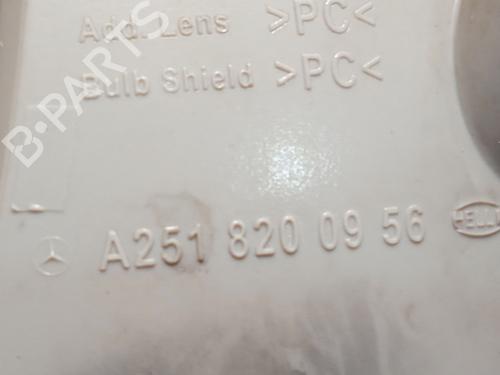 Add. Lens >PC<
Bulb Shield >PC<
A251 820 09 56 HELLA
B-PARTS